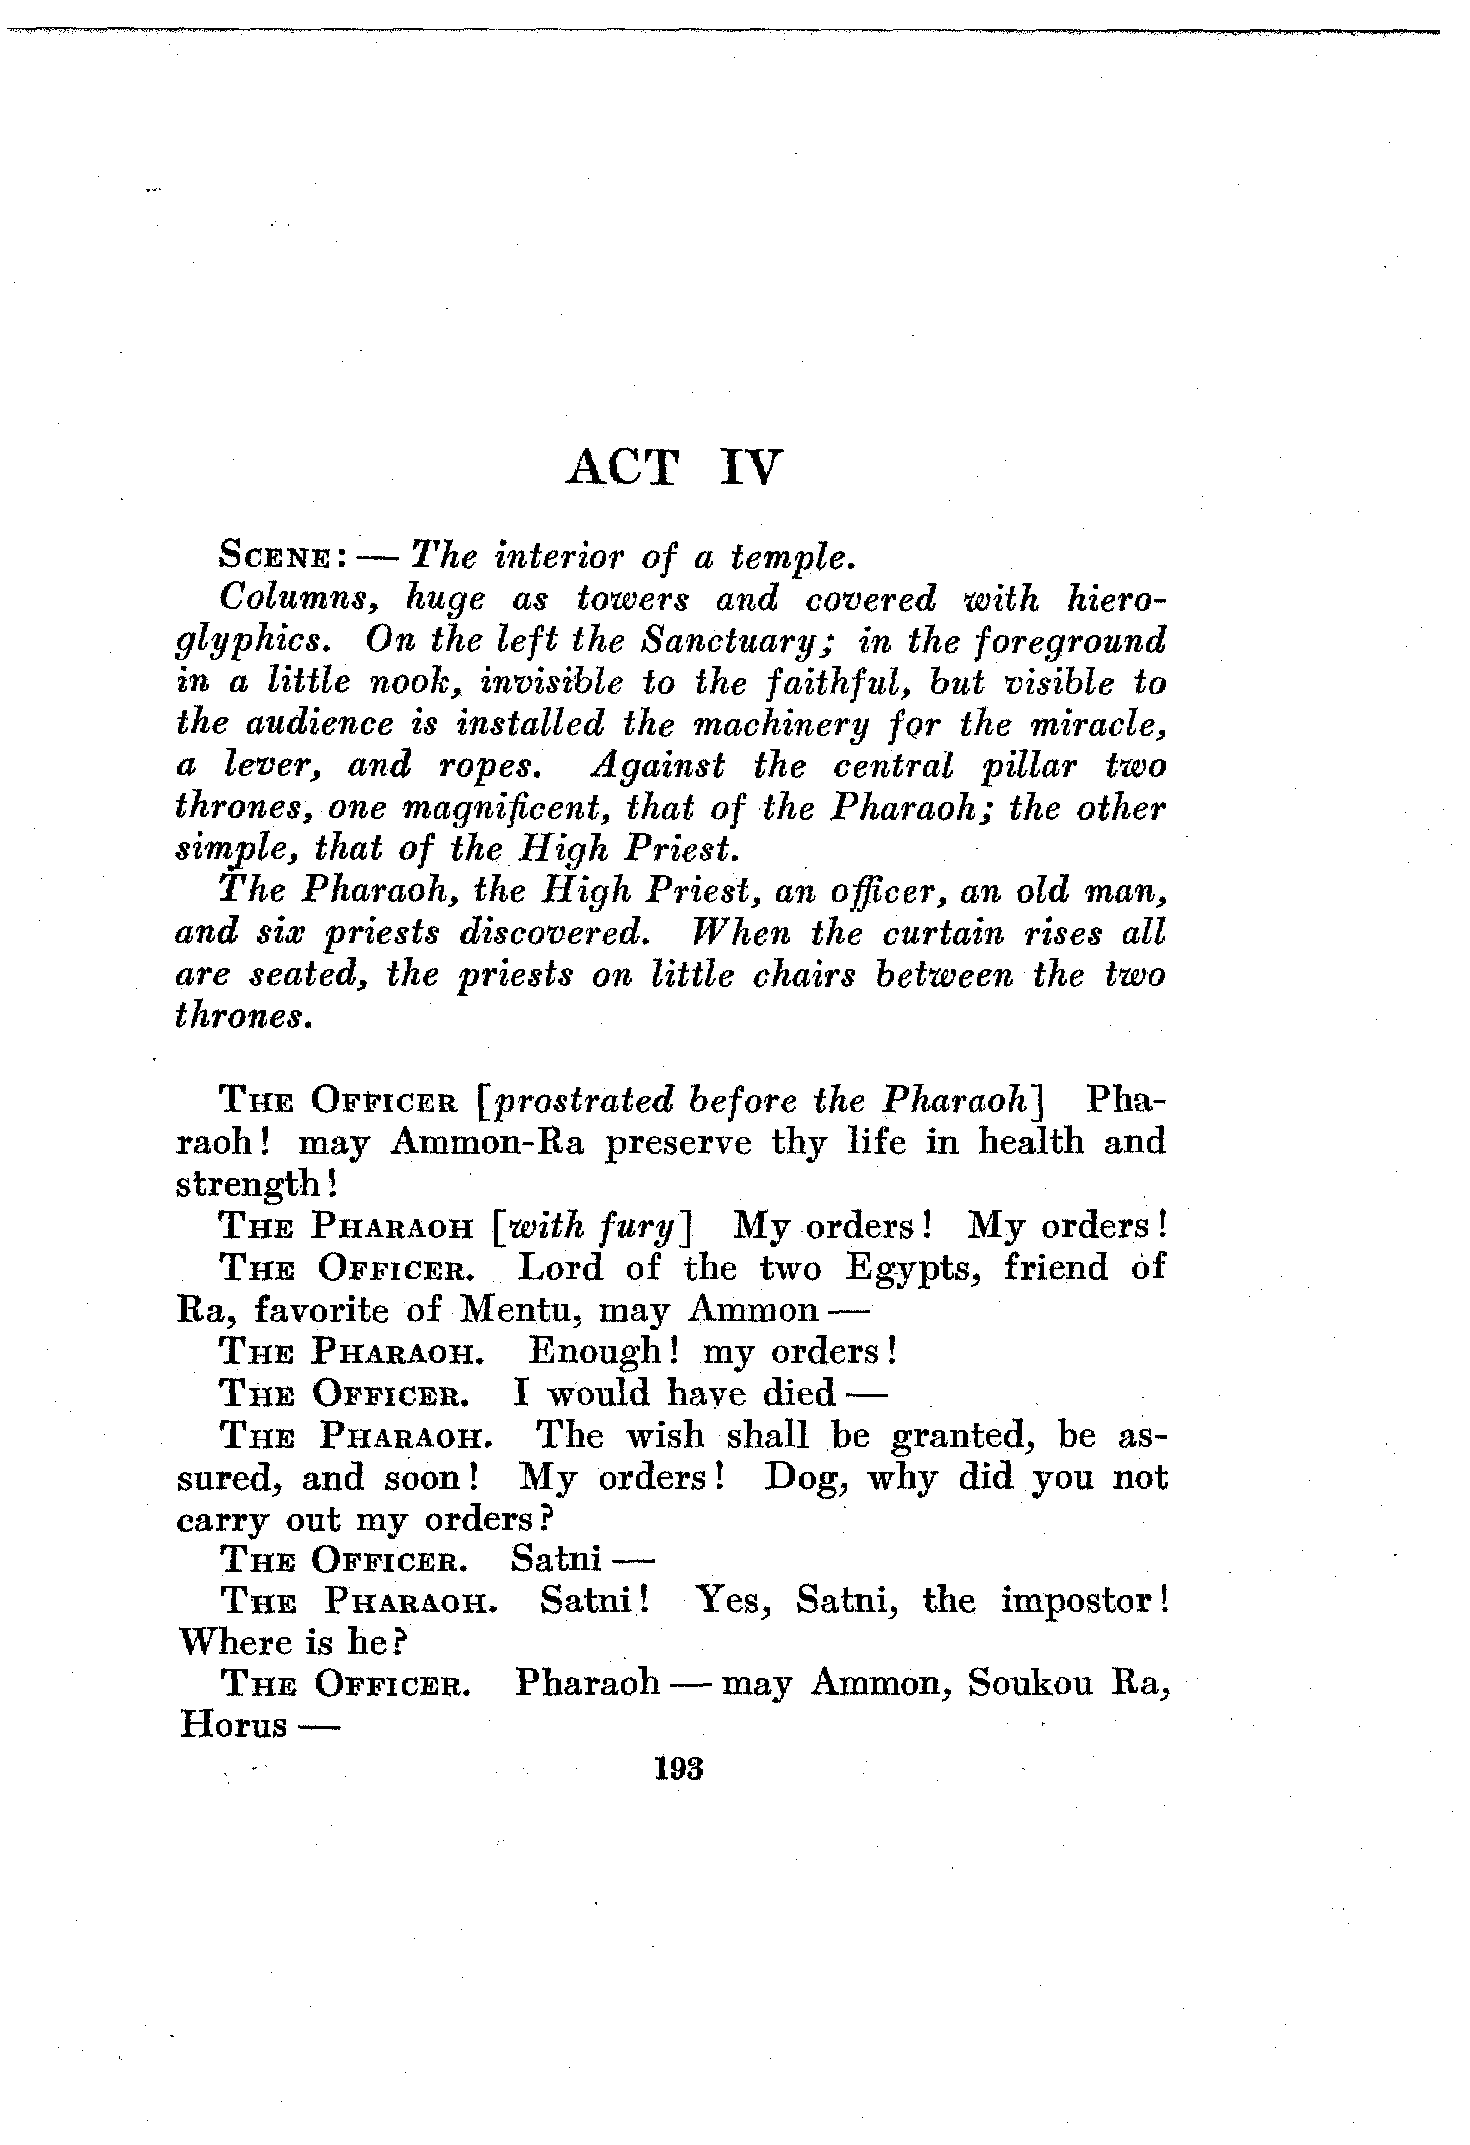 ACT IV
SCENE: — The interior of a temple.
Columns, huge as towers and covered with hiero-
glyphics. On the left the Sanctuary; in the foreground
in a little nook, invisible to the faithful, but visible to
the audience is installed the machinery for the miracle,
a lever, and ropes. Against the central pillar two
thrones, one magnificent, that of the Pharaoh; the other
simple, that of the High Priest.
The Pharaoh, the High Priest, an officer, an old man,
and six priests discovered. When the curtain rises all
are seated, the priests on little chairs between the two
thrones.
THE OFFICER [prostrated before the Pharaoh] Pha-
raoh! may Ammon-Ra preserve thy life in health and
strength!
THE PHARAOH [with fury] My orders! My orders!
THE OFFICER. Lord of the two Egypts, friend of
Ra, favorite of Mentu, may Ammon —
THE PHARAOH. Enough! my orders!
THE OFFICER. I would have died —
THE PHARAOH. The wish shall be granted, be as-
sured, and soon! My orders! Dog, why did you not
carry out my orders?
THE OFFICER. Satni —
THE PHARAOH. Satni! Yes, Satni, the impostor!
Where is he?
THE OFFICER. Pharaoh — may Ammon, Soukou Ra,
Horus —
193